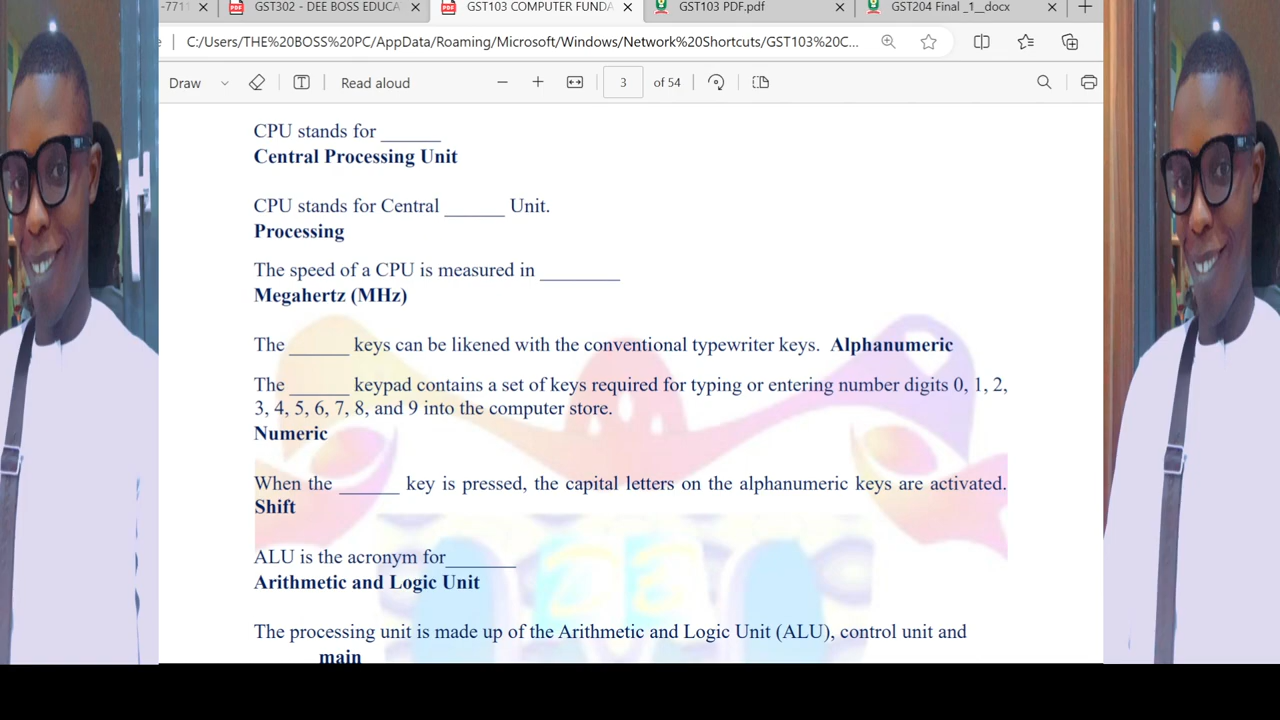 -7711
GST302 - DEE BOSS EDUCA
GST103 COMPUTER FUNDA
GST103 PDF.pdf
GST204 Final _1__docx
C:/Users/THE%20BOSS%20PC/AppData/Roaming/Microsoft/Windows/Network%20Shortcuts/GST103%20C...
Draw
Read aloud
3 of 54
CPU stands for ______
Central Processing Unit
CPU stands for Central ______ Unit.
Processing
The speed of a CPU is measured in ________
Megahertz (MHz)
The ______ keys can be likened with the conventional typewriter keys. Alphanumeric
The ______ keypad contains a set of keys required for typing or entering number digits 0, 1, 2,
3, 4, 5, 6, 7, 8, and 9 into the computer store.
Numeric
When the ______ key is pressed, the capital letters on the alphanumeric keys are activated.
Shift
ALU is the acronym for_______
Arithmetic and Logic Unit
The processing unit is made up of the Arithmetic and Logic Unit (ALU), control unit and
main